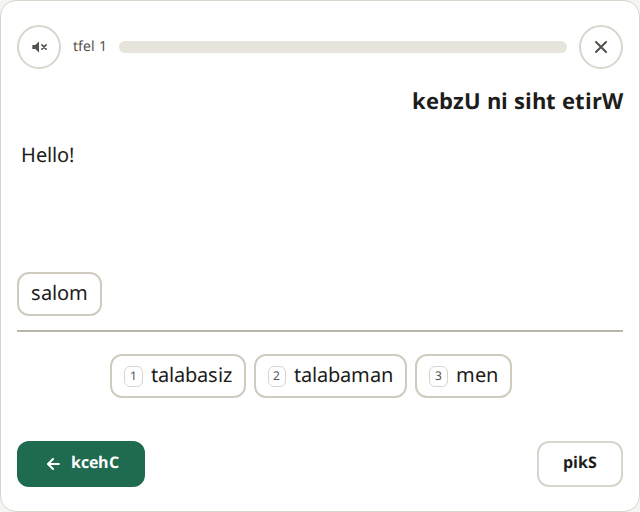 tfel 1
kebzU ni siht etirW
Hello!
salom
1 talabasiz
2 talabaman
3 men
kcehC
pikS